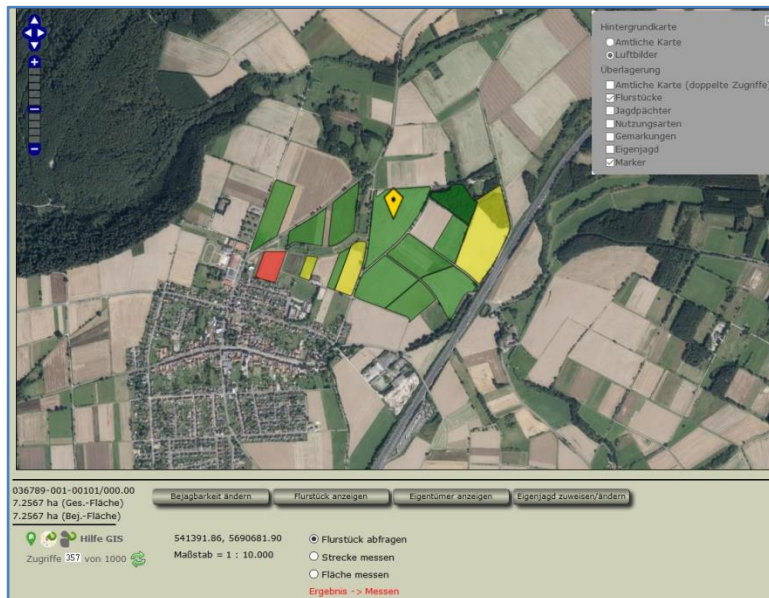 Hintergrundkarte
Amtliche Karte
Luftbilder
Überlagerung
Amtliche Karte (doppelte Zugriffe)
Flurstücke
Jagdpächter
Nutzungsarten
Gemarkungen
Eigenjagd
Marker
036789-001-00101/000.00
7.2567 ha (Ges.-Fläche)
7.2567 ha (Bej.-Fläche)
Bejagbarkeit ändern
Flurstück anzeigen
Eigentümer anzeigen
Eigenjagd zuweisen/ändern
Hilfe GIS
Zugriffe 357 von 1000
541391.86, 5690681.90
Maßstab = 1 : 10.000
Flurstück abfragen
Strecke messen
Fläche messen
Ergebnis -> Messen